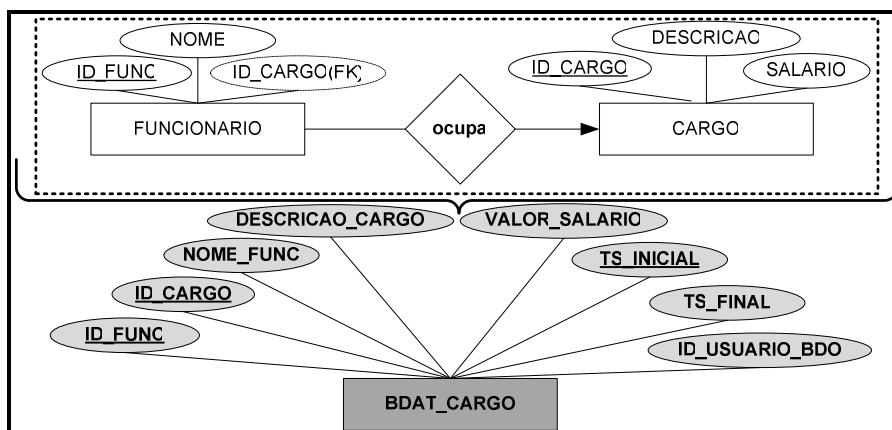 NOME
ID_FUNC
ID_CARGO(FK)
FUNCIONARIO
ocupa
DESCRICAO
ID_CARGO
SALARIO
CARGO
DESCRICAO_CARGO
VALOR_SALARIO
NOME_FUNC
TS_INICIAL
ID_CARGO
TS_FINAL
ID_FUNC
ID_USUARIO_BDO
BDAT_CARGO